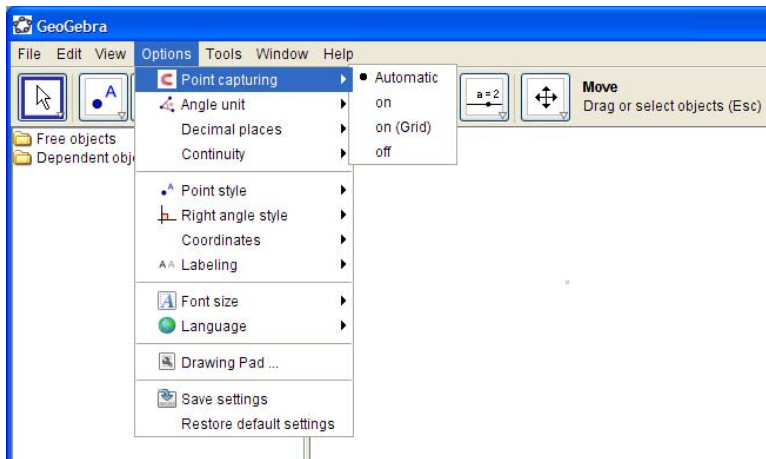 GeoGebra
File Edit View Options Tools Window Help
A
a=2
Move
Drag or select objects (Esc)
Free objects
Dependent obje
Point capturing
Angle unit
Decimal places
Continuity
A Point style
Right angle style
Coordinates
AA Labeling
A Font size
Language
Drawing Pad ...
Save settings
Restore default settings
Automatic
on
on (Grid)
off